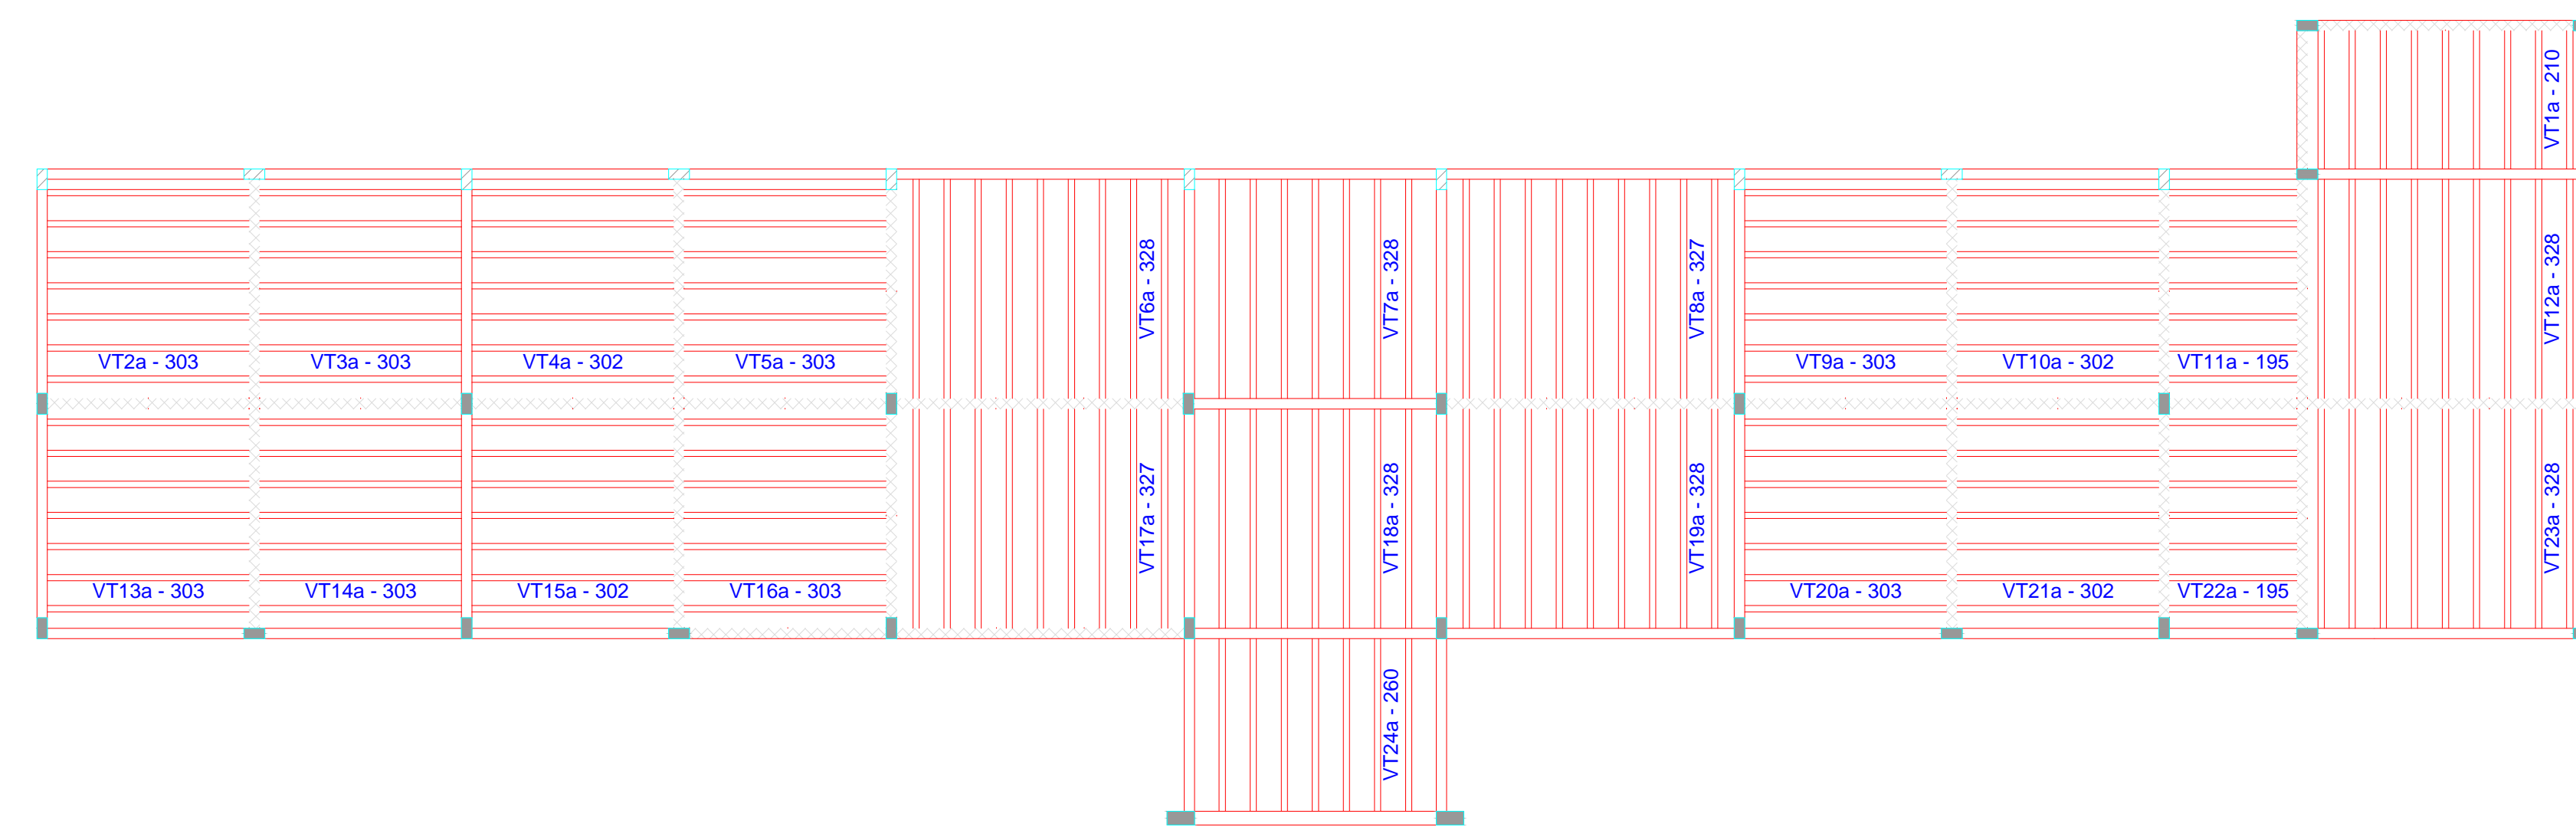 VT1a - 210
VT6a - 328
VT7a - 328
VT8a - 327
VT12a - 328
VT2a - 303
VT3a - 303
VT4a - 302
VT5a - 303
VT9a - 303
VT10a - 302
VT11a - 195
VT17a - 327
VT18a - 328
VT19a - 328
VT23a - 328
VT13a - 303
VT14a - 303
VT15a - 302
VT16a - 303
VT20a - 303
VT21a - 302
VT22a - 195
VT24a - 260